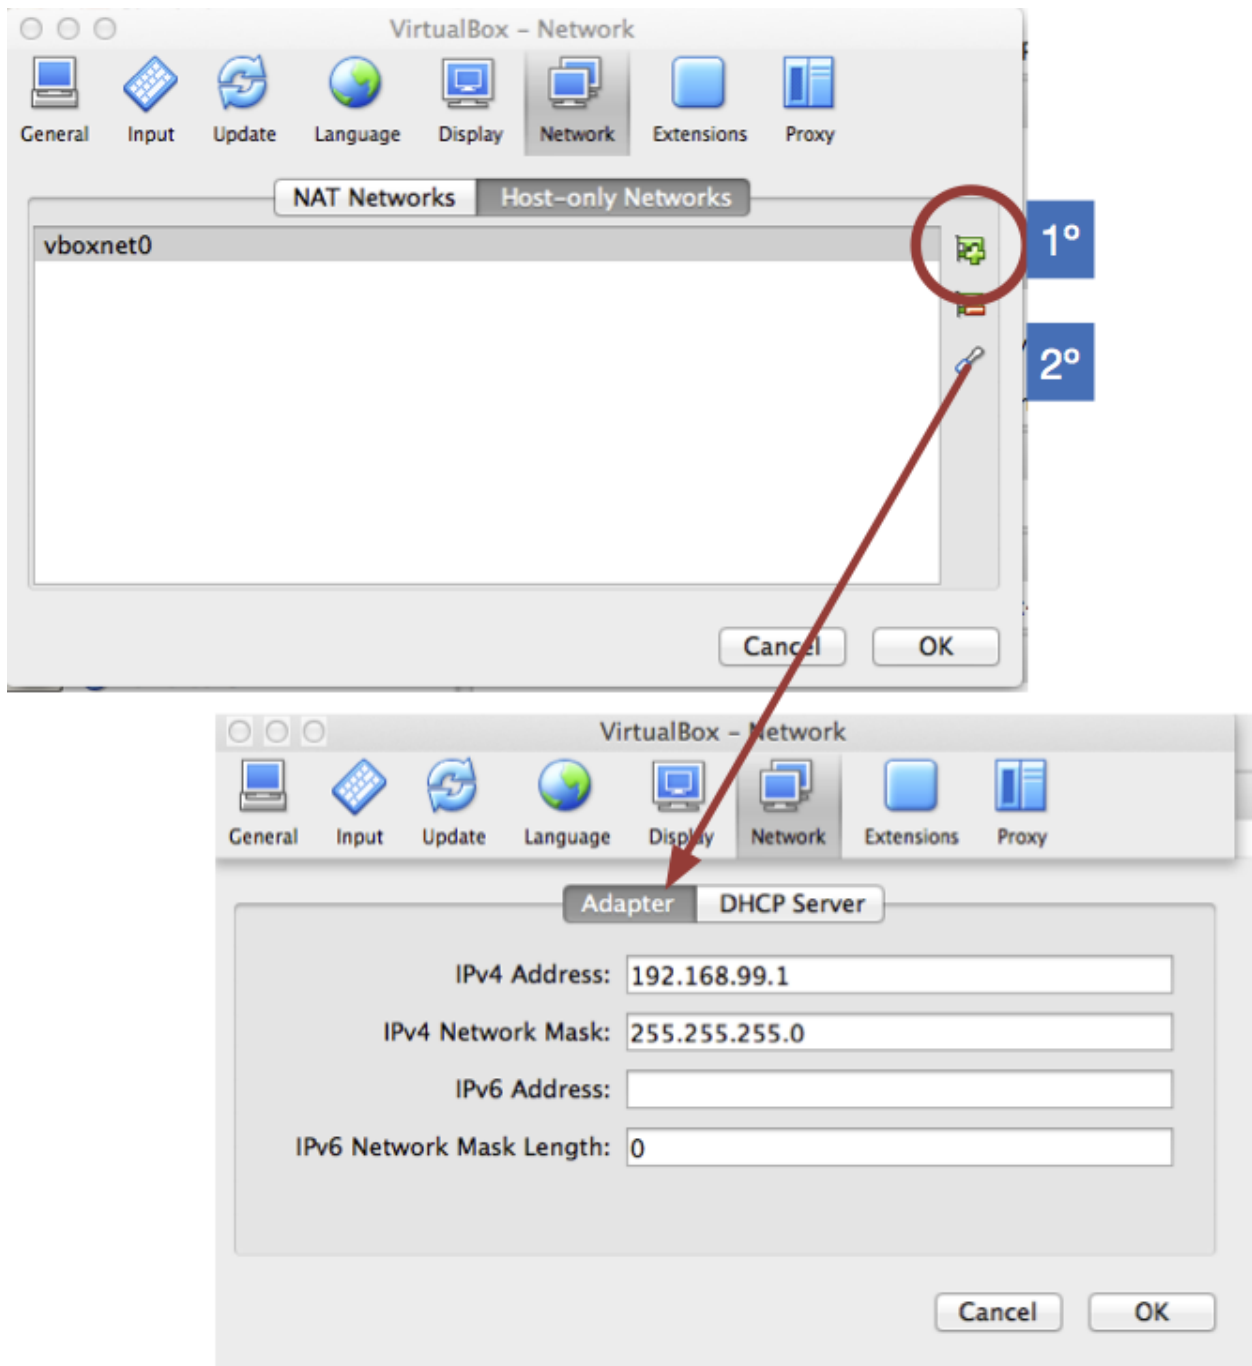 VirtualBox – Network
General Input Update Language Display Network Extensions Proxy
NAT Networks Host-only Networks
vboxnet0
1º
2º
Cancel OK
VirtualBox – Network
General Input Update Language Display Network Extensions Proxy
Adapter DHCP Server
IPv4 Address: 192.168.99.1
IPv4 Network Mask: 255.255.255.0
IPv6 Address:
IPv6 Network Mask Length: 0
Cancel OK